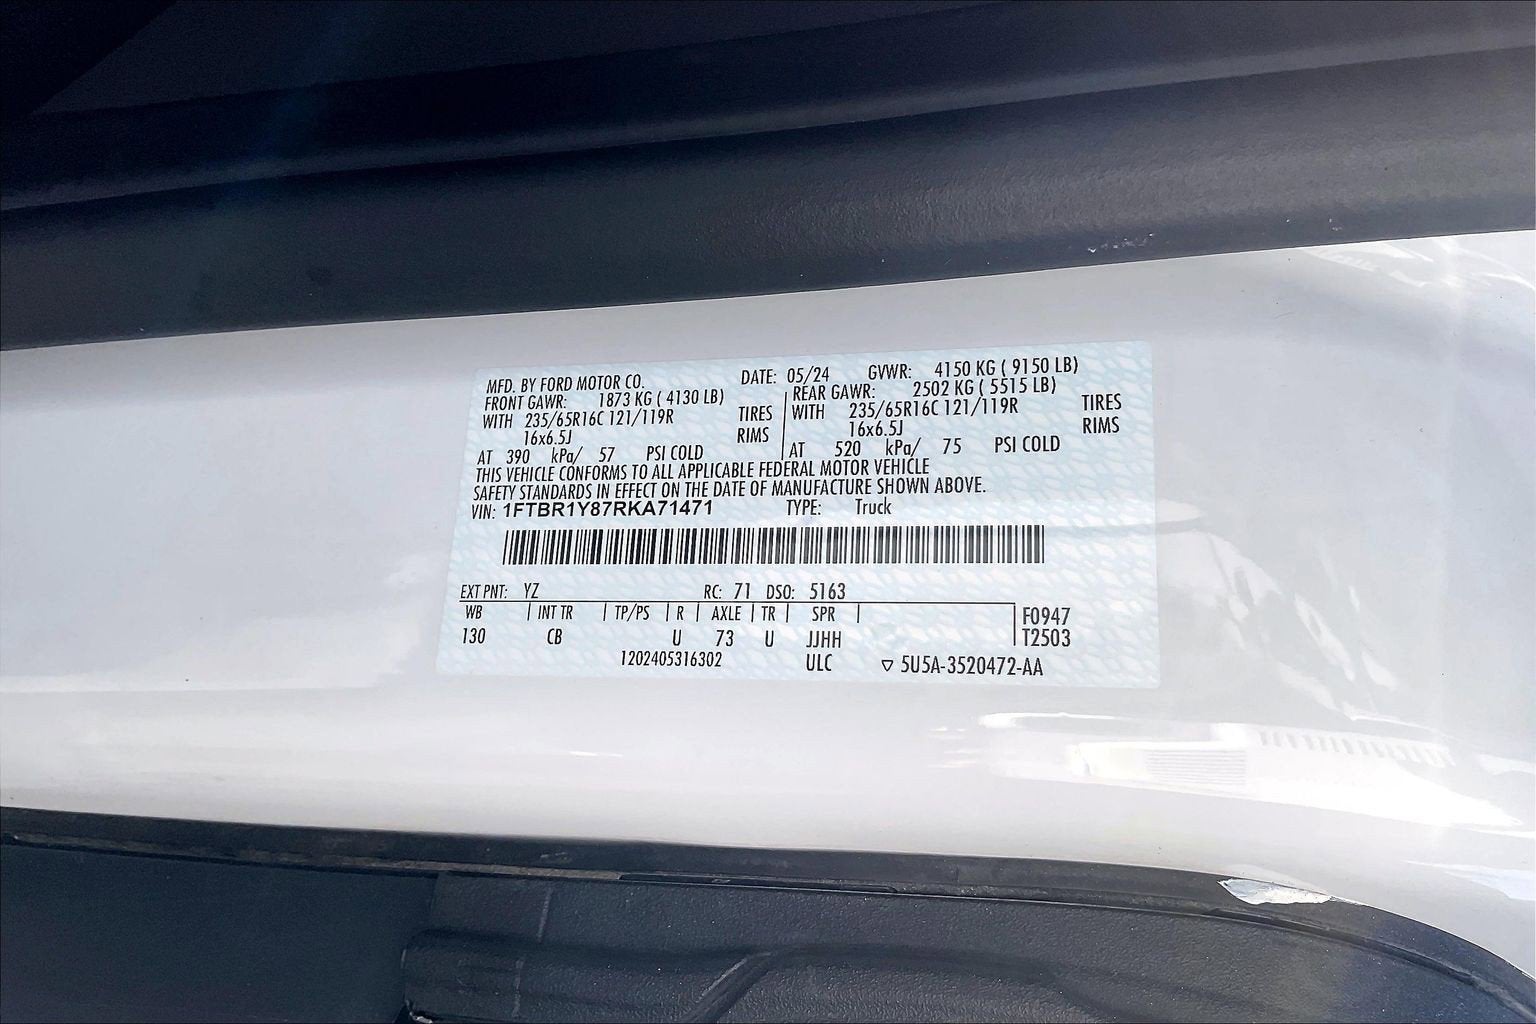 MFD. BY FORD MOTOR CO. DATE: 05/24 GVWR: 4150 KG ( 9150 LB)
FRONT GAWR: 1873 KG ( 4130 LB) REAR GAWR: 2502 KG ( 5515 LB)
WITH 235/65R16C 121/119R TIRES WITH 235/65R16C 121/119R TIRES
16x6.5J RIMS 16x6.5J RIMS
AT 390 kPa/ 57 PSI COLD AT 520 kPa/ 75 PSI COLD
THIS VEHICLE CONFORMS TO ALL APPLICABLE FEDERAL MOTOR VEHICLE
SAFETY STANDARDS IN EFFECT ON THE DATE OF MANUFACTURE SHOWN ABOVE.
VIN: 1FTBR1Y87RKA71471 TYPE: Truck
EXT PNT: YZ RC: 71 DSO: 5163
WB | INT TR | TP/PS | R | AXLE | TR | SPR | F0947
130 CB U 73 U JJHH T2503
1202405316302 ULC ▽ 5U5A-3520472-AA